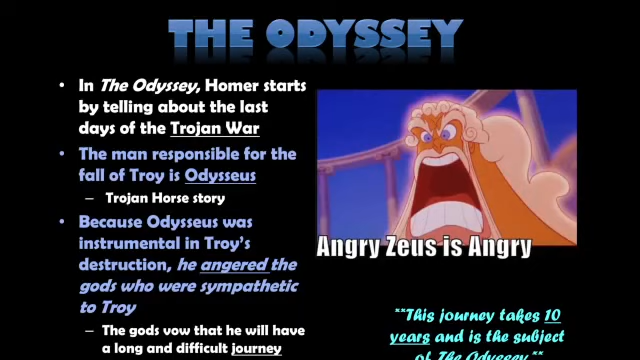 THE ODYSSEY
• In The Odyssey, Homer starts
by telling about the last
days of the Trojan War
• The man responsible for the
fall of Troy is Odysseus
– Trojan Horse story
• Because Odysseus was
instrumental in Troy's
destruction, he angered the
gods who were sympathetic
to Troy
– The gods vow that he will have
a long and difficult journey
Angry Zeus is Angry
**This journey takes 10
years and is the subject
of The Odyssey.**